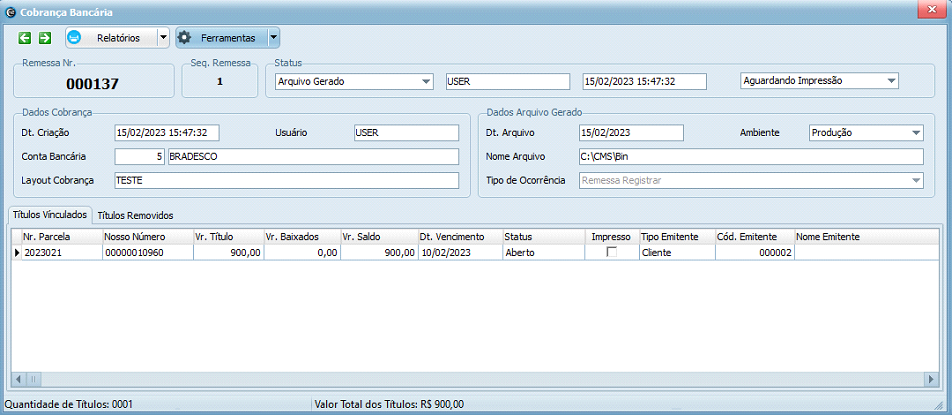 Cobrança Bancária
Relatórios Ferramentas
Remessa Nr. Seq. Remessa Status
000137 1 Arquivo Gerado USER 15/02/2023 15:47:32 Aguardando Impressão
Dados Cobrança Dados Arquivo Gerado
Dt. Criação 15/02/2023 15:47:32 Usuário USER Dt. Arquivo 15/02/2023 Ambiente Produção
Conta Bancária 5 BRADESCO Nome Arquivo C:\CMS\Bin
Layout Cobrança TESTE Tipo de Ocorrência Remessa Registrar
Títulos Vínculados Títulos Removidos
Nr. Parcela Nosso Número Vr. Título Vr. Baixados Vr. Saldo Dt. Vencimento Status Impresso Tipo Emitente Cód. Emitente Nome Emitente
2023021 00000010960 900,00 0,00 900,00 10/02/2023 Aberto Cliente 000002
Quantidade de Títulos: 0001 Valor Total dos Títulos: R$ 900,00